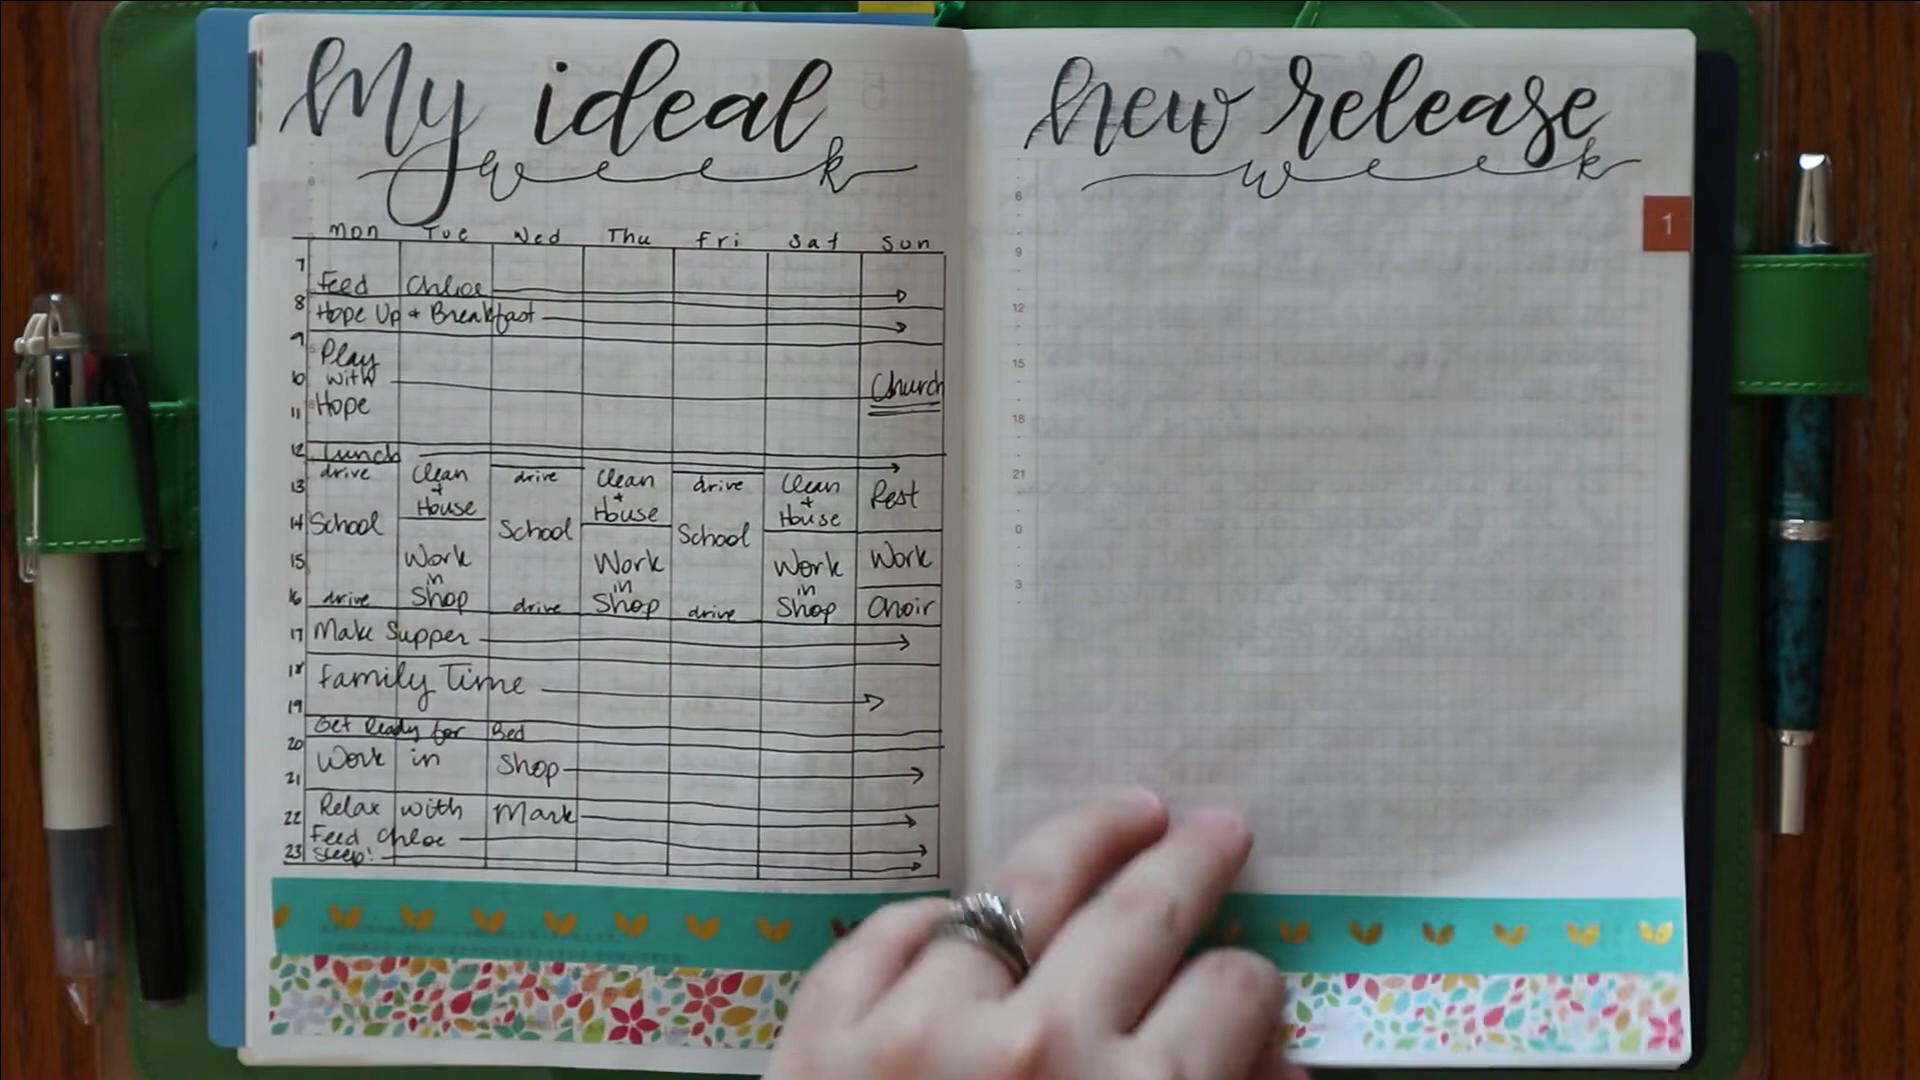 My ideal
week
Mon Tue Wed Thu Fri Sat Sun
7
Feed Chloe
8
Hope Up + Breakfast
9
Play
10 with Church
11 Hope
12 Lunch
drive Clean drive Clean drive Clean
13 + + + Rest
House House House
14 School School School
15 Work Work Work Work
in in in
16 drive Shop drive Shop drive Shop Choir
17 Make Supper
18 Family Time
19
Get Ready for Bed
20
Work in Shop
21
Relax with Mark
22
Feed Chloe
23 Sleep!
new release
week
6
1
9
12
15
18
21
0
3